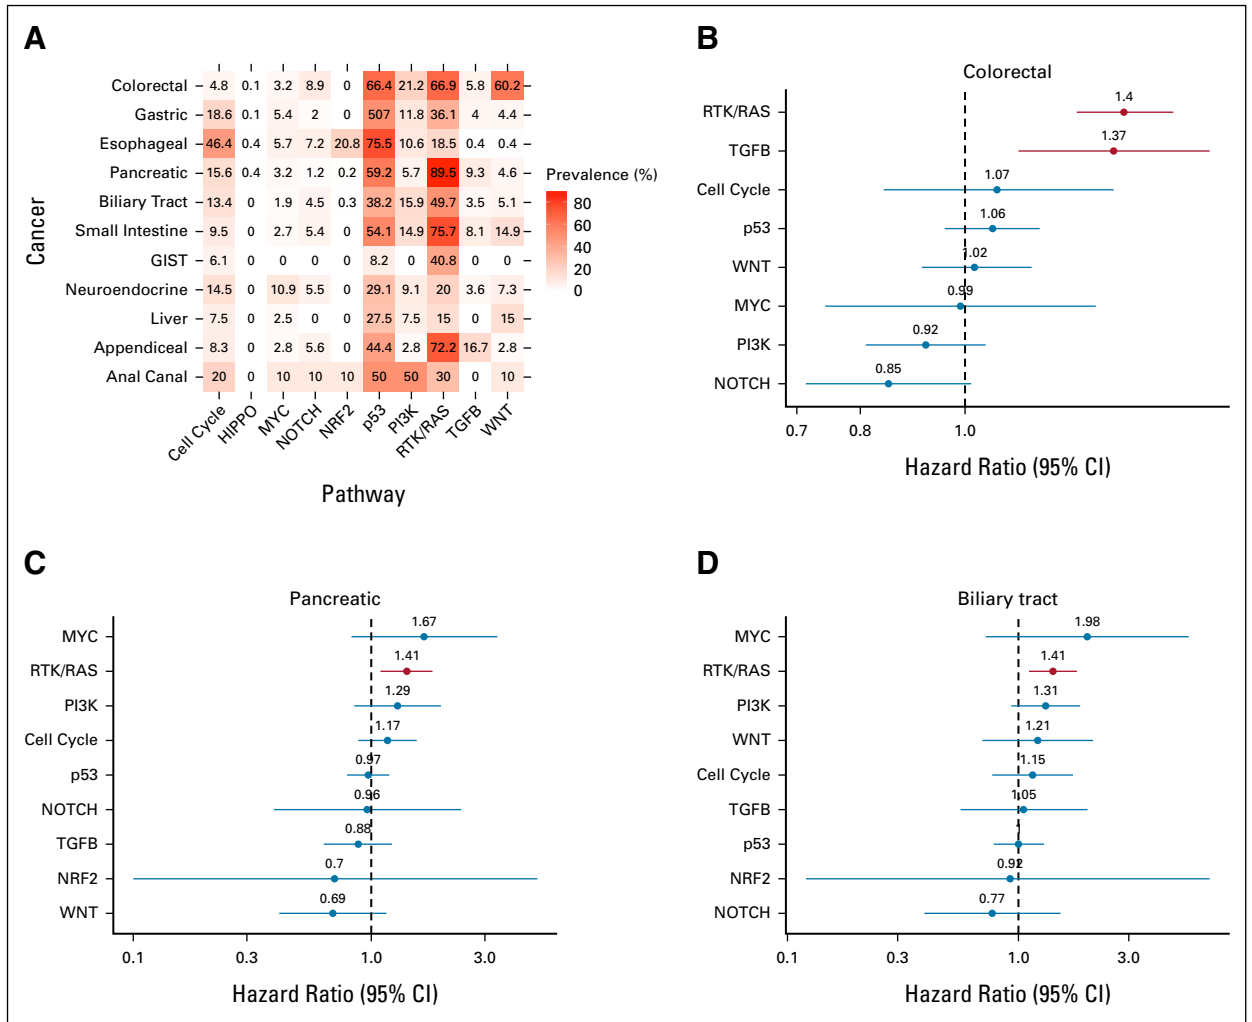 A
Colorectal 4.8 0.1 3.2 8.9 0 66.4 21.2 66.9 5.8 60.2
Gastric 18.6 0.1 5.4 2 0 507 11.8 36.1 4 4.4
Esophageal 46.4 0.4 5.7 7.2 20.8 75.5 10.6 18.5 0.4 0.4
Pancreatic 15.6 0.4 3.2 1.2 0.2 59.2 5.7 89.5 9.3 4.6
Biliary Tract 13.4 0 1.9 4.5 0.3 38.2 15.9 49.7 3.5 5.1
Small Intestine 9.5 0 2.7 5.4 0 54.1 14.9 75.7 8.1 14.9
GIST 6.1 0 0 0 0 8.2 0 40.8 0 0
Neuroendocrine 14.5 0 10.9 5.5 0 29.1 9.1 20 3.6 7.3
Liver 7.5 0 2.5 0 0 27.5 7.5 15 0 15
Appendiceal 8.3 0 2.8 5.6 0 44.4 2.8 72.2 16.7 2.8
Anal Canal 20 0 10 10 10 50 50 30 0 10
Cancer
Cell Cycle HIPPO MYC NOTCH NRF2 p53 PI3K RTK/RAS TGFB WNT
Pathway
Prevalence (%)
80
60
40
20
0
B
Colorectal
RTK/RAS 1.4
TGFB 1.37
Cell Cycle 1.07
p53 1.06
WNT 1.02
MYC 0.99
PI3K 0.92
NOTCH 0.85
0.7 0.8 1.0
Hazard Ratio (95% CI)
C
Pancreatic
MYC 1.67
RTK/RAS 1.41
PI3K 1.29
Cell Cycle 1.17
p53 0.97
NOTCH 0.96
TGFB 0.88
NRF2 0.7
WNT 0.69
0.1 0.3 1.0 3.0
Hazard Ratio (95% CI)
D
Biliary tract
MYC 1.98
RTK/RAS 1.41
PI3K 1.31
WNT 1.21
Cell Cycle 1.15
TGFB 1.05
p53 1
NRF2 0.92
NOTCH 0.77
0.1 0.3 1.0 3.0
Hazard Ratio (95% CI)